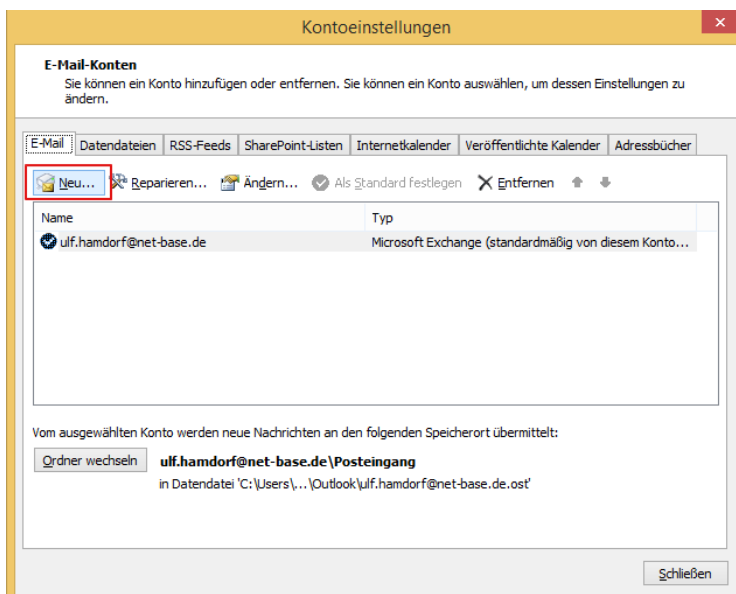 Kontoeinstellungen
E-Mail-Konten
Sie können ein Konto hinzufügen oder entfernen. Sie können ein Konto auswählen, um dessen Einstellungen zu
ändern.
E-Mail Datendateien RSS-Feeds SharePoint-Listen Internetkalender Veröffentlichte Kalender Adressbücher
Neu... Reparieren... Ändern... Als Standard festlegen Entfernen
Name Typ
ulf.hamdorf@net-base.de Microsoft Exchange (standardmäßig von diesem Konto...
Vom ausgewählten Konto werden neue Nachrichten an den folgenden Speicherort übermittelt:
Ordner wechseln ulf.hamdorf@net-base.de\Posteingang
in Datendatei 'C:\Users\...\Outlook\ulf.hamdorf@net-base.de.ost'
Schließen